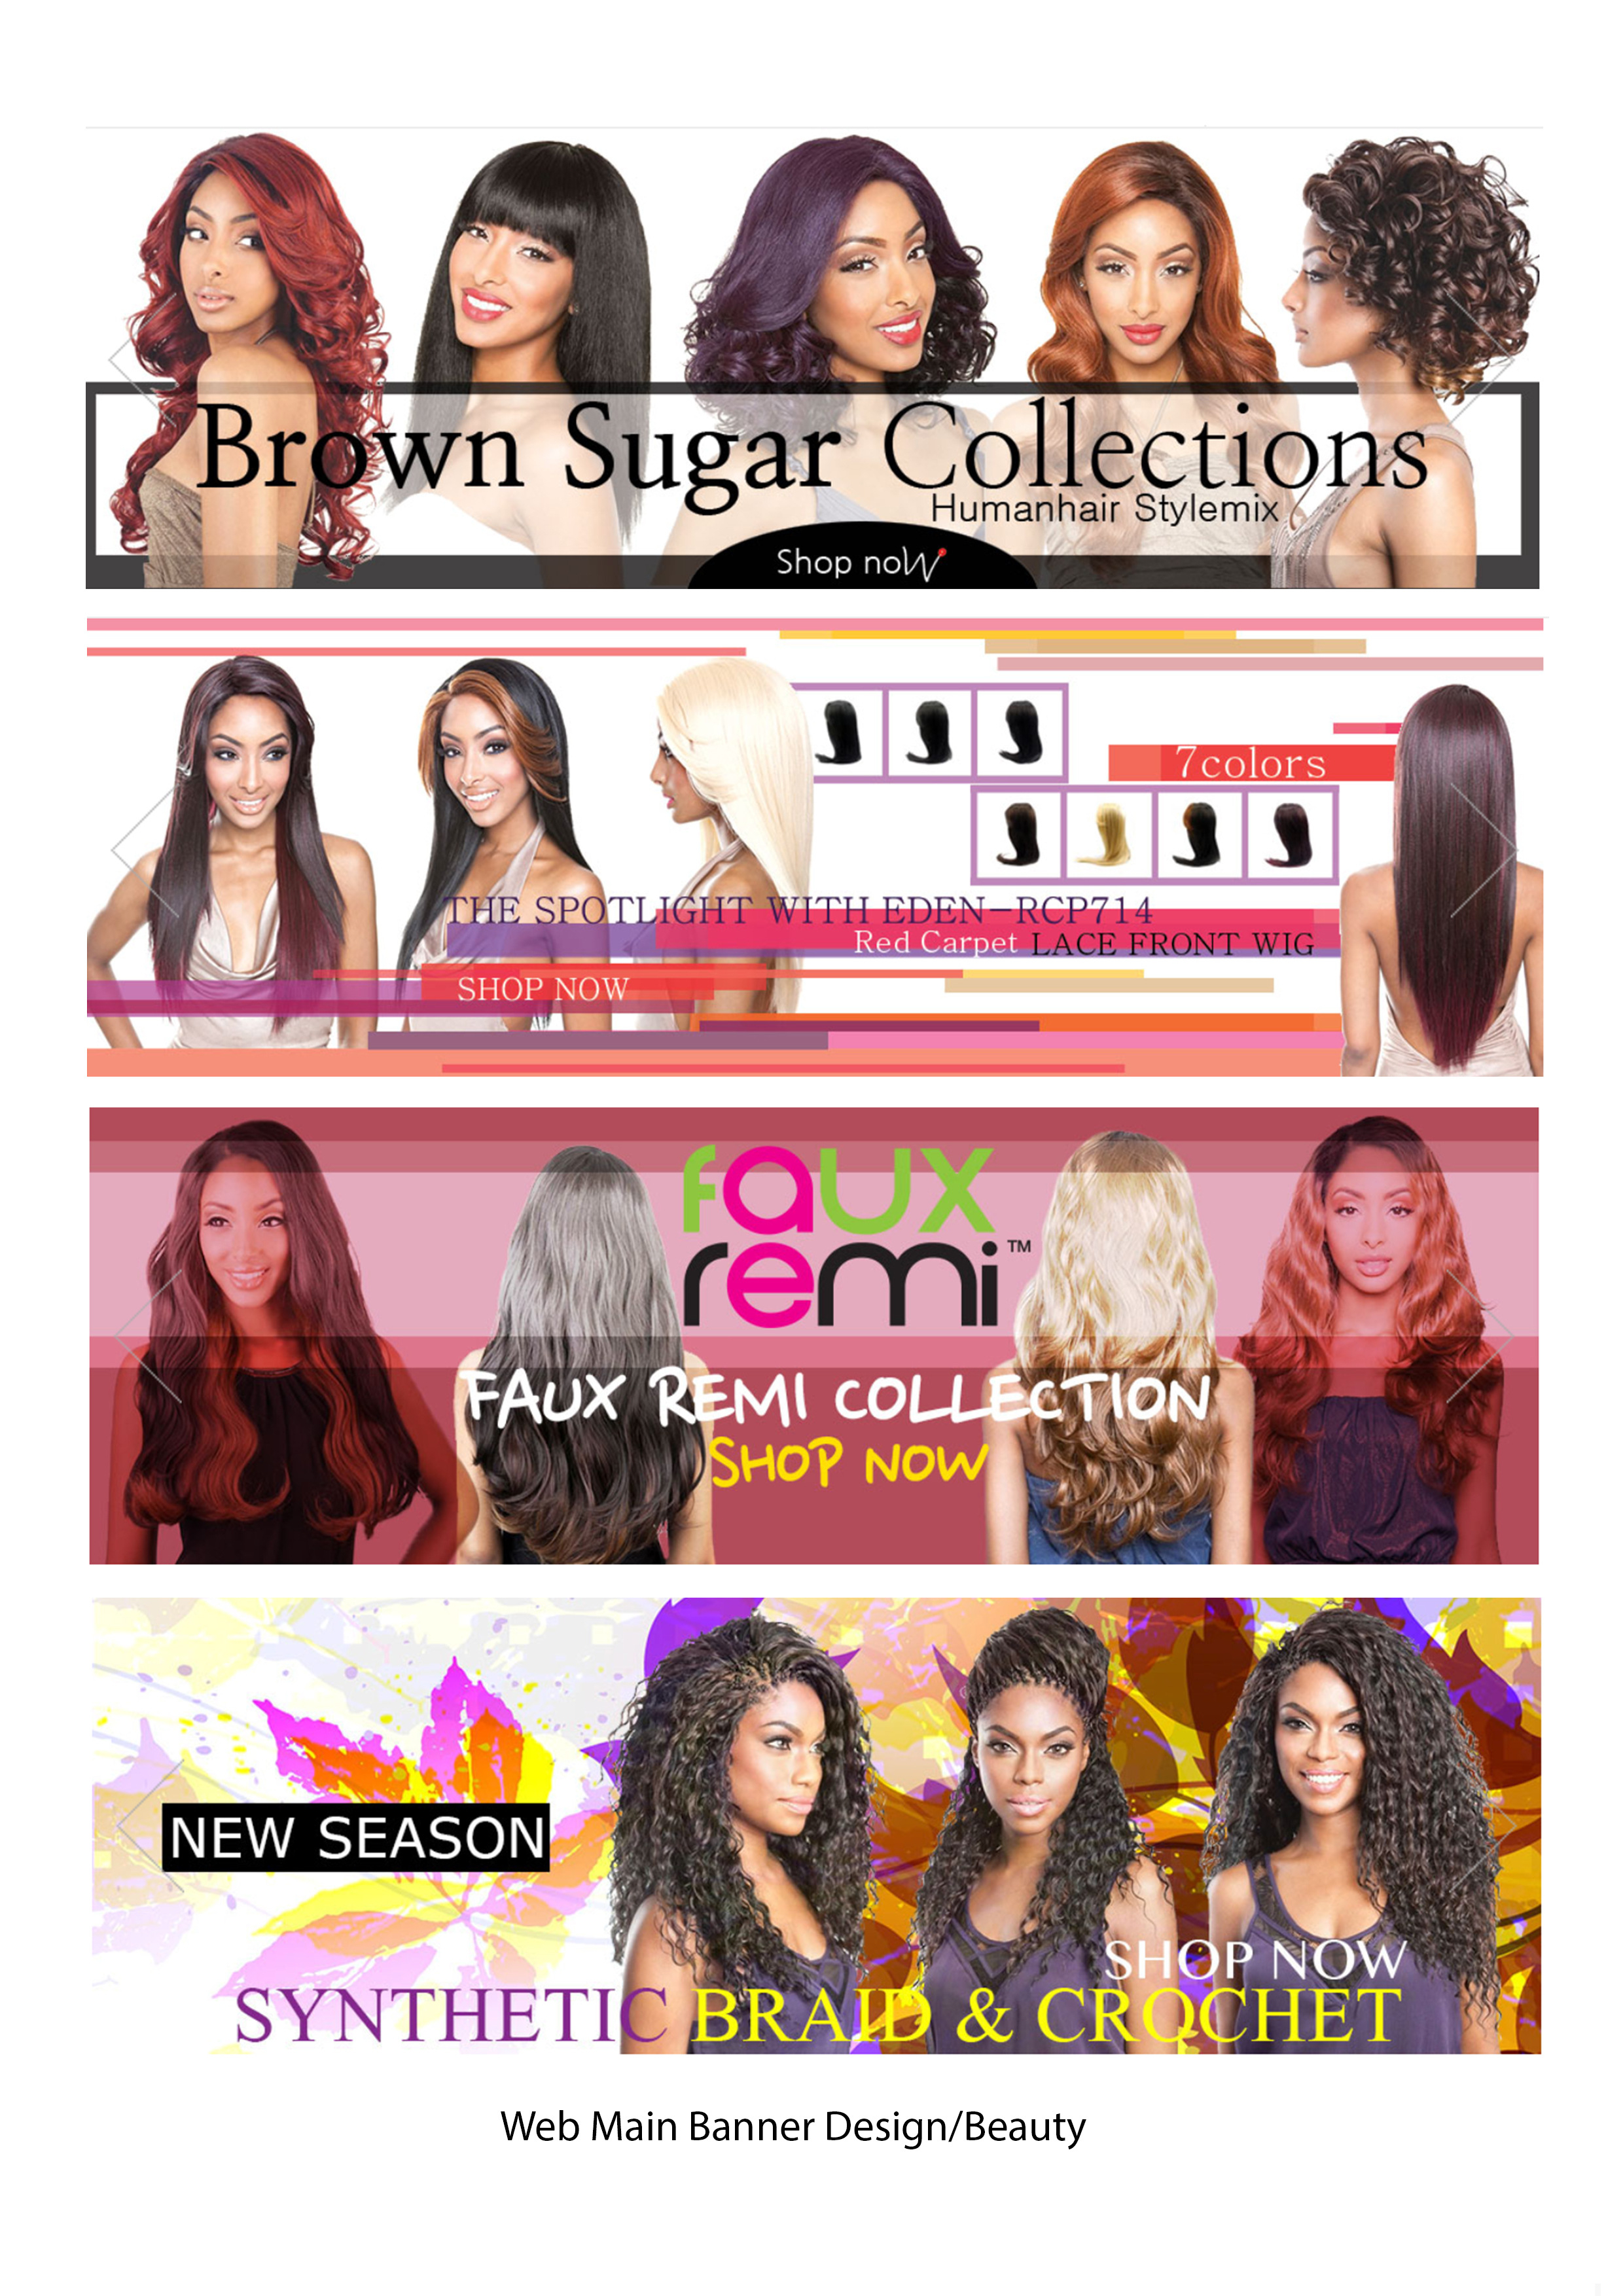 Brown Sugar Collections
Humanhair Stylemix
Shop noW
7colors
THE SPOTLIGHT WITH EDEN-RCP714
Red Carpet LACE FRONT WIG
SHOP NOW
faux
remi™
FAUX REMI COLLECTION
SHOP NOW
NEW SEASON
SHOP NOW
SYNTHETIC BRAID & CROCHET
Web Main Banner Design/Beauty